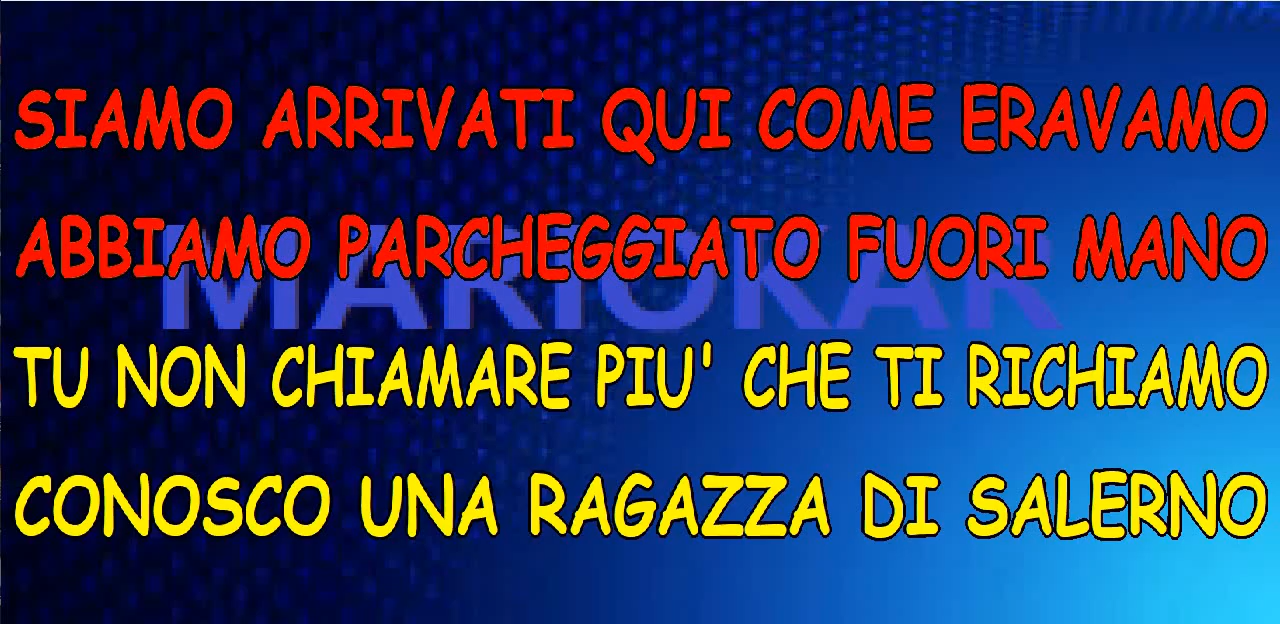 SIAMO ARRIVATI QUI COME ERAVAMO
ABBIAMO PARCHEGGIATO FUORI MANO
MARIOKAR
TU NON CHIAMARE PIU' CHE TI RICHIAMO
CONOSCO UNA RAGAZZA DI SALERNO